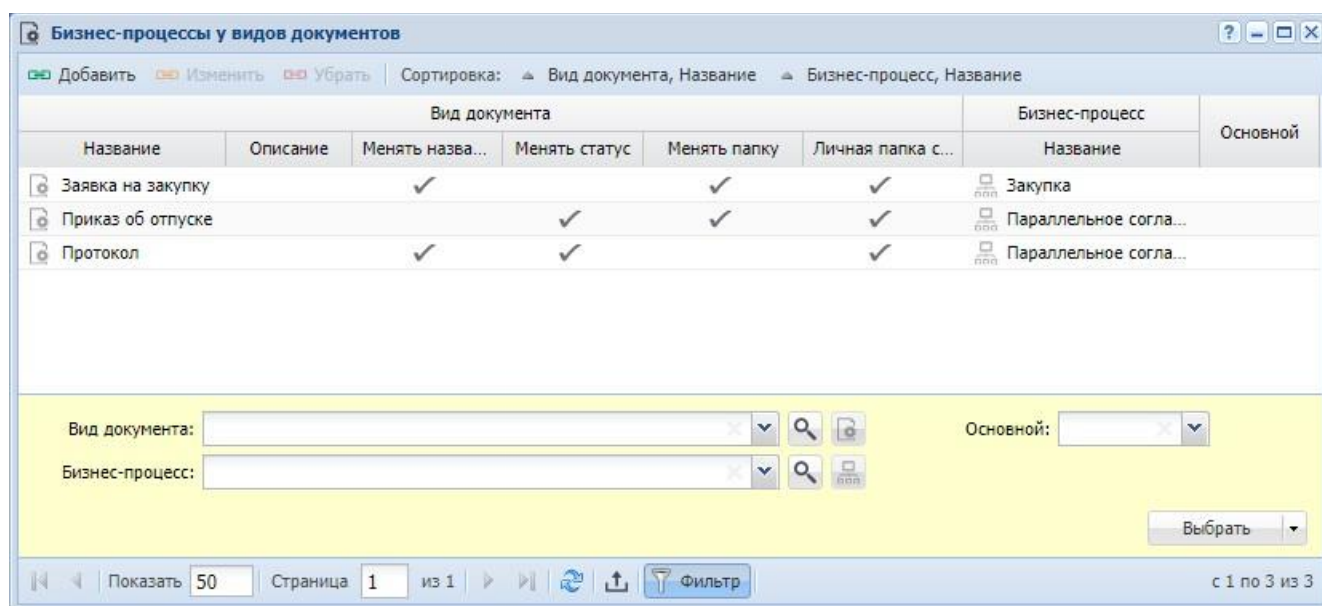 Бизнес-процессы у видов документов
Добавить Изменить Убрать Сортировка: Вид документа, Название Бизнес-процесс, Название
Вид документа Бизнес-процесс Основной
Название Описание Менять назва... Менять статус Менять папку Личная папка с... Название
Заявка на закупку Закупка
Приказ об отпуске Параллельное согла...
Протокол Параллельное согла...
Вид документа: Основной:
Бизнес-процесс:
Выбрать
Показать 50 Страница 1 из 1 Фильтр с 1 по 3 из 3